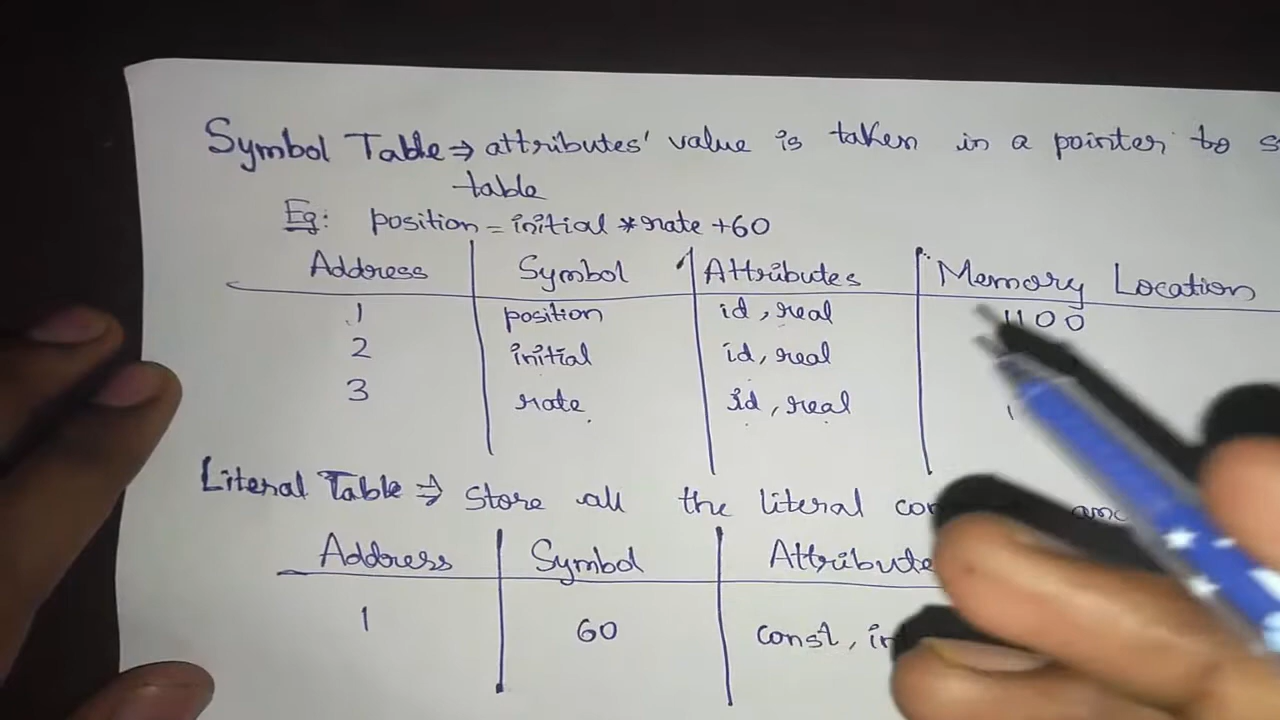 Symbol Table ⇒ attributes' value is taken in a pointer to
table
Eg: position = initial * rate + 60
Address Symbol Attributes Memory Location
1 position id, real 1100
2 initial id, real
3 rate id, real
Literal Table ⇒ Store all the literal
Address Symbol Attribute
1 60 const,